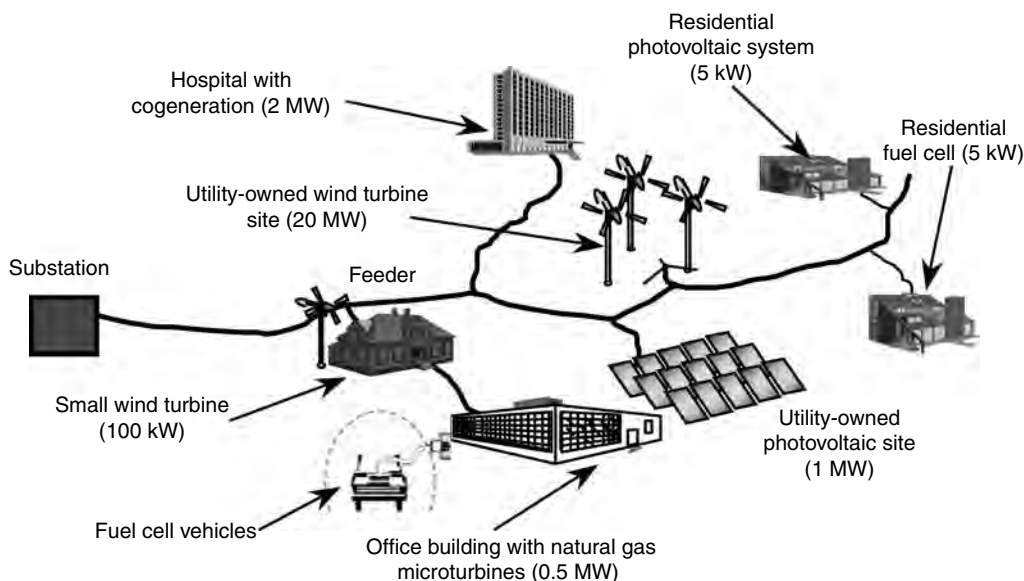 Residential
photovoltaic system
(5 kW)
Hospital with
cogeneration (2 MW)
Residential
fuel cell (5 kW)
Utility-owned wind turbine
site (20 MW)
Substation
Feeder
Small wind turbine
(100 kW)
Utility-owned
photovoltaic site
(1 MW)
Fuel cell vehicles
Office building with natural gas
microturbines (0.5 MW)